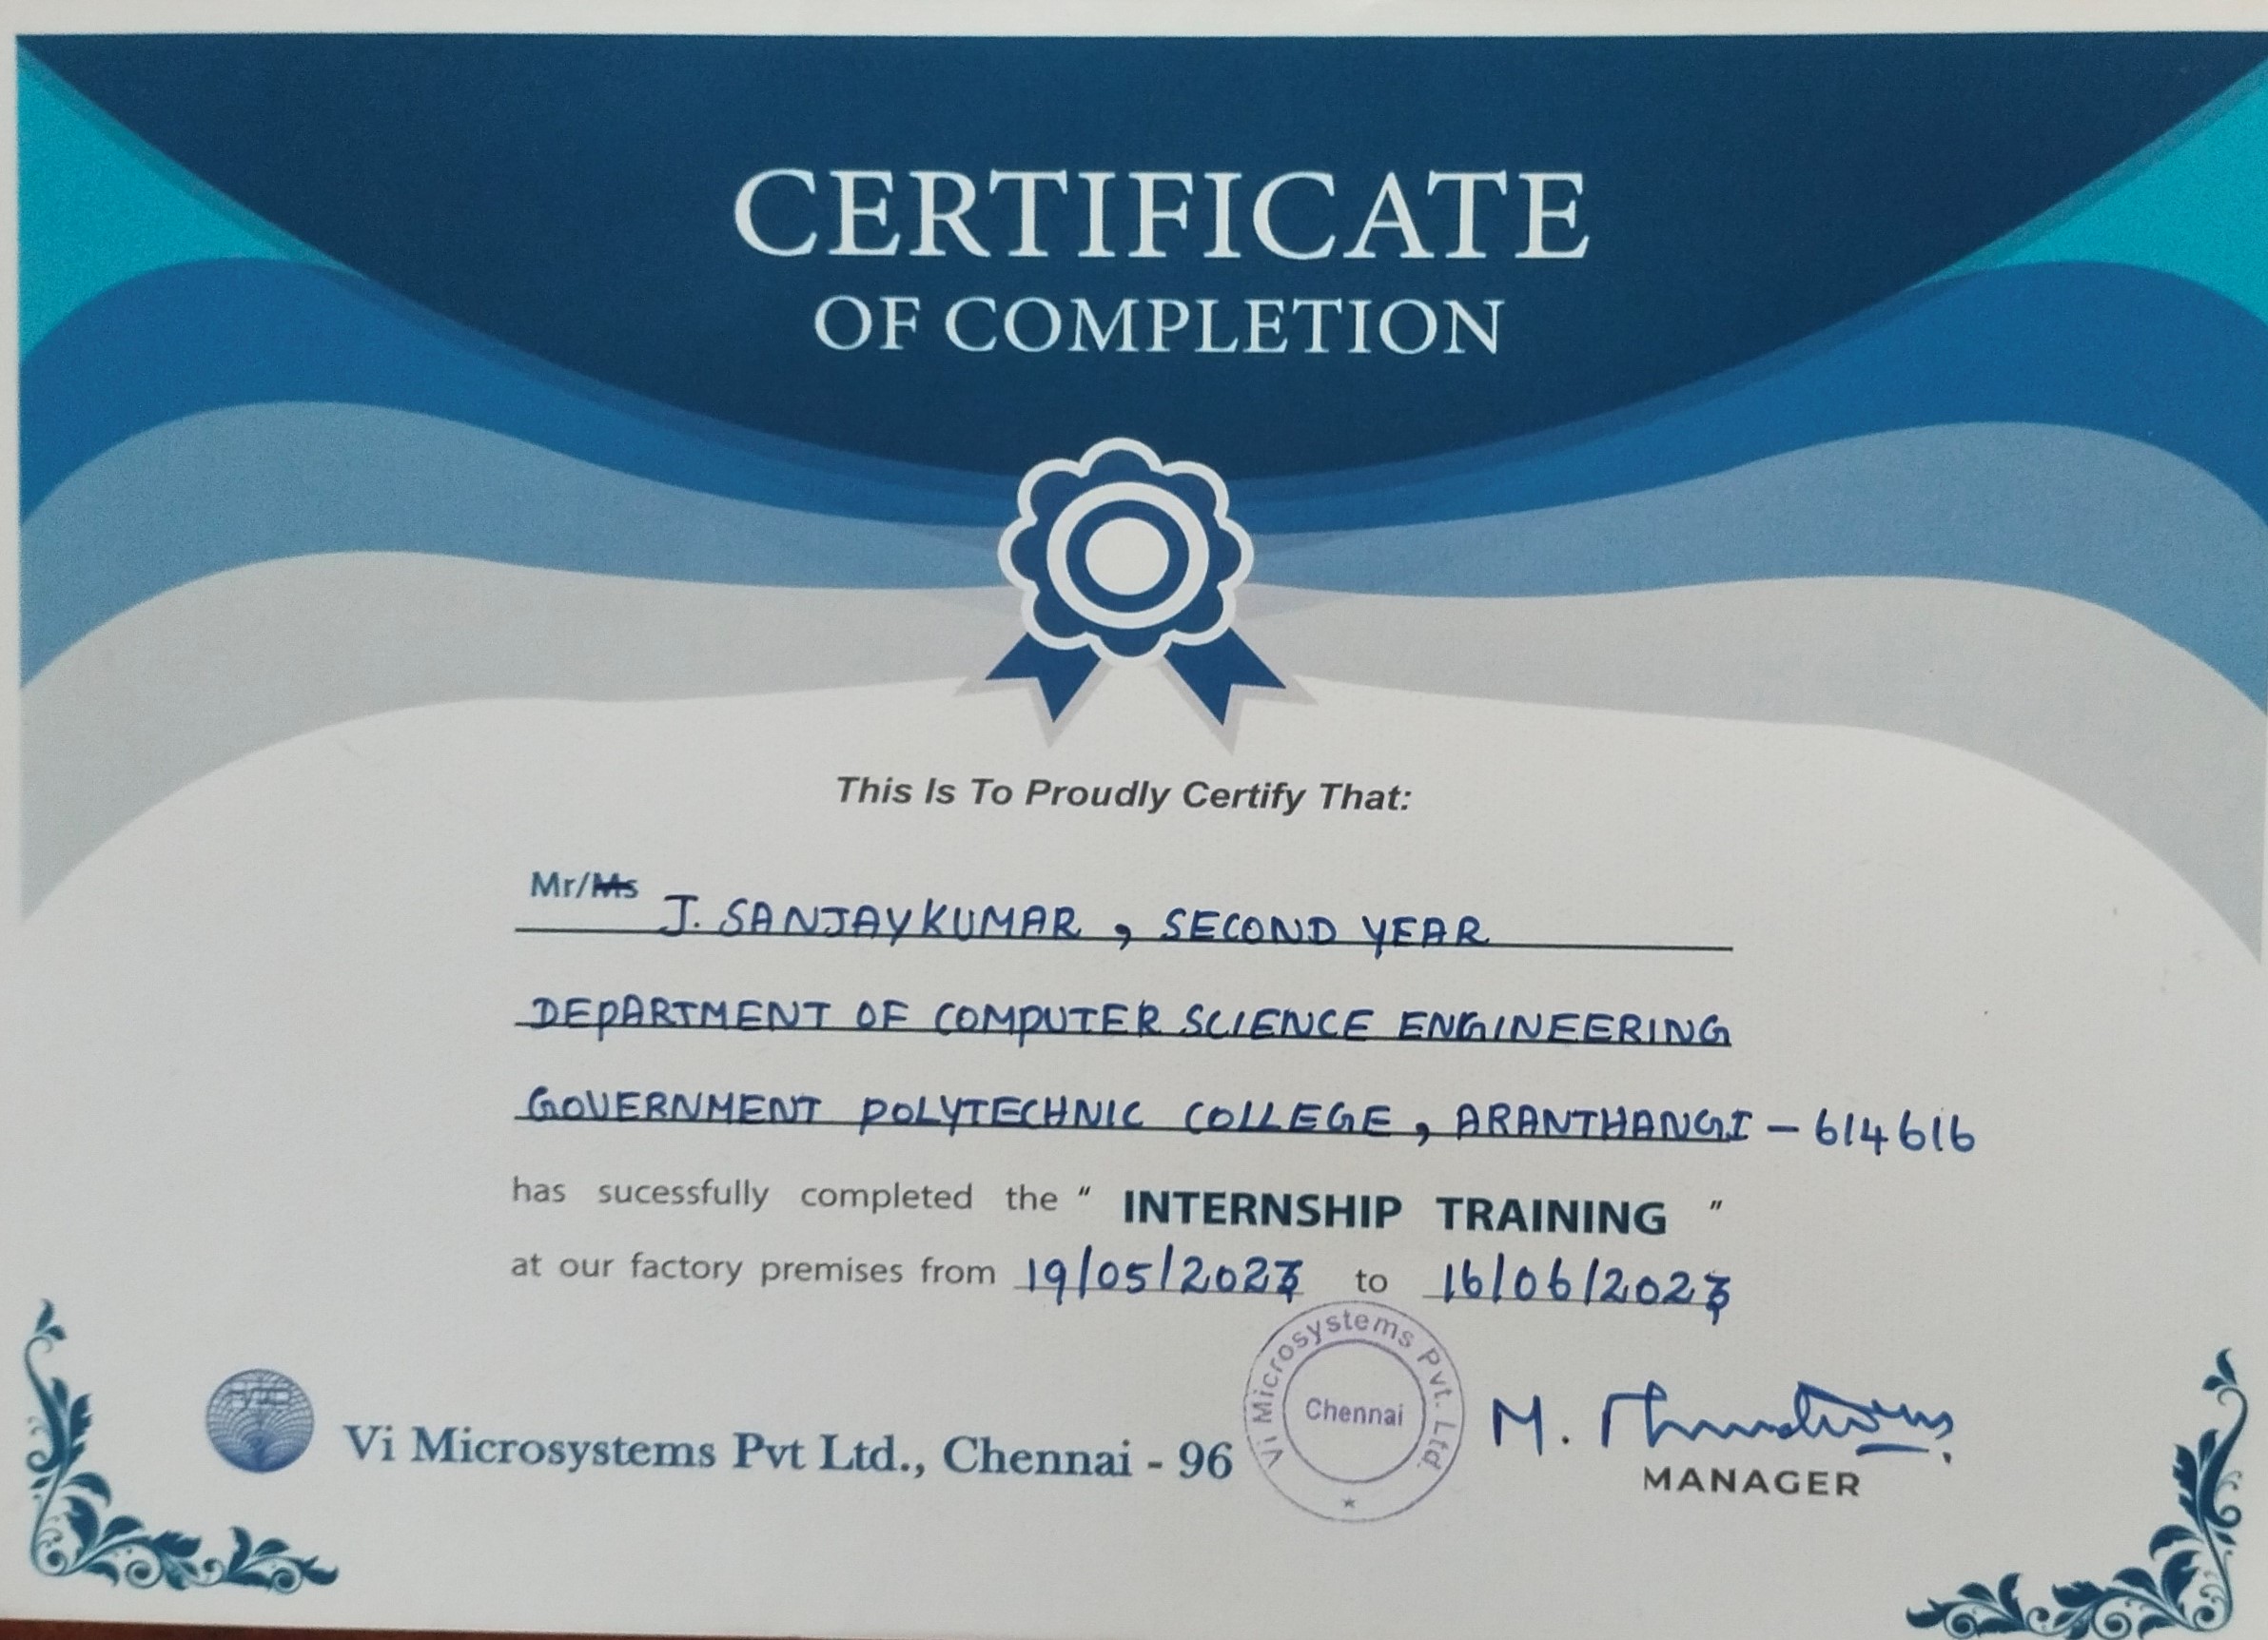 CERTIFICATE
OF COMPLETION
This Is To Proudly Certify That:
Mr/Ms J. SANJAYKUMAR , SECOND YEAR
DEPARTMENT OF COMPUTER SCIENCE ENGINEERING
GOVERNMENT POLYTECHNIC COLLEGE , ARANTHANGI - 614616
has sucessfully completed the " INTERNSHIP TRAINING "
at our factory premises from 19/05/2023 to 16/06/2023
Vi Microsystems Pvt. Ltd.
Chennai
Vi Microsystems Pvt Ltd., Chennai - 96
M.
MANAGER